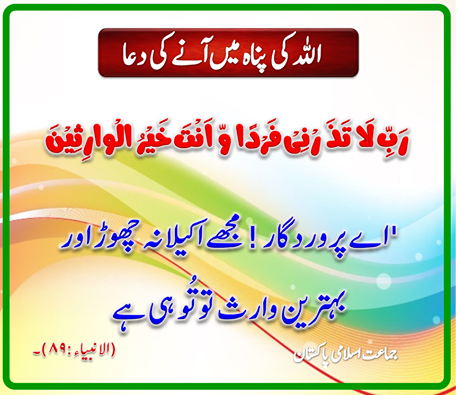 اللہ کی پناہ میں آنے کی دعا
رَبِّ لَا تَذَرْنِیْ فَرْدًا وَّ اَنْتَ خَیْرُ الْوارِثِیْنَ
'اے پروردگار! مجھے اکیلا نہ چھوڑ اور
بہترین وارث تو تُو ہی ہے
(الانبیاء:۸۹)۔
جماعت اسلامی پاکستان